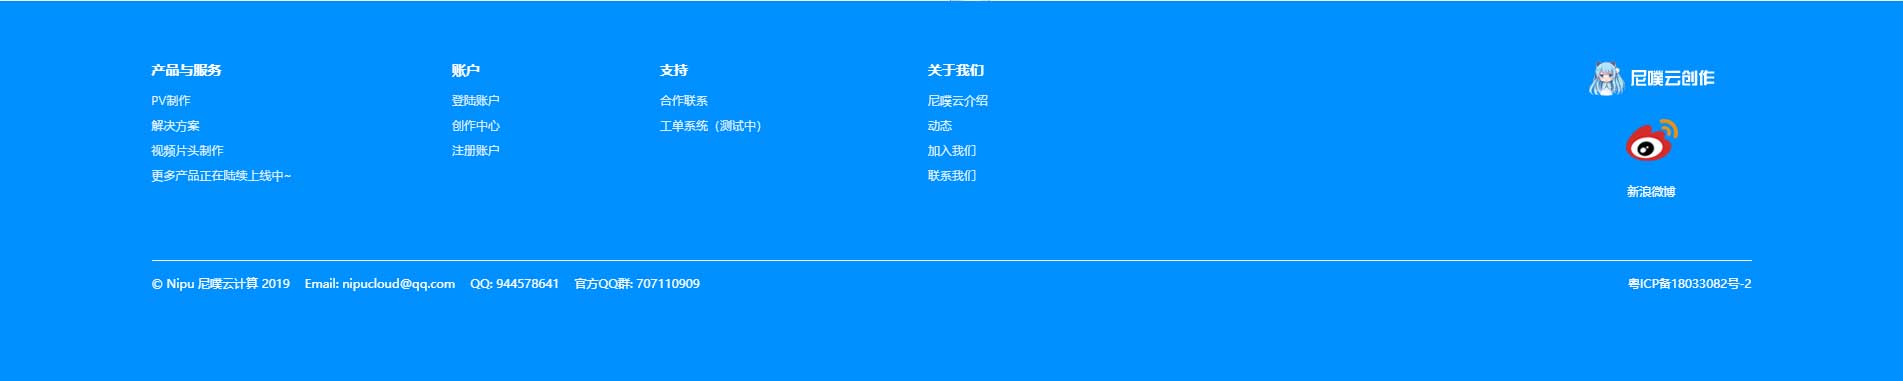 产品与服务
PV制作
解决方案
视频片头制作
更多产品正在陆续上线中~
账户
登陆账户
创作中心
注册账户
支持
合作联系
工单系统（测试中）
关于我们
尼噗云介绍
动态
加入我们
联系我们
尼噗云创作
新浪微博
© Nipu 尼噗云计算 2019 Email: nipucloud@qq.com QQ: 944578641 官方QQ群: 707110909
粤ICP备18033082号-2